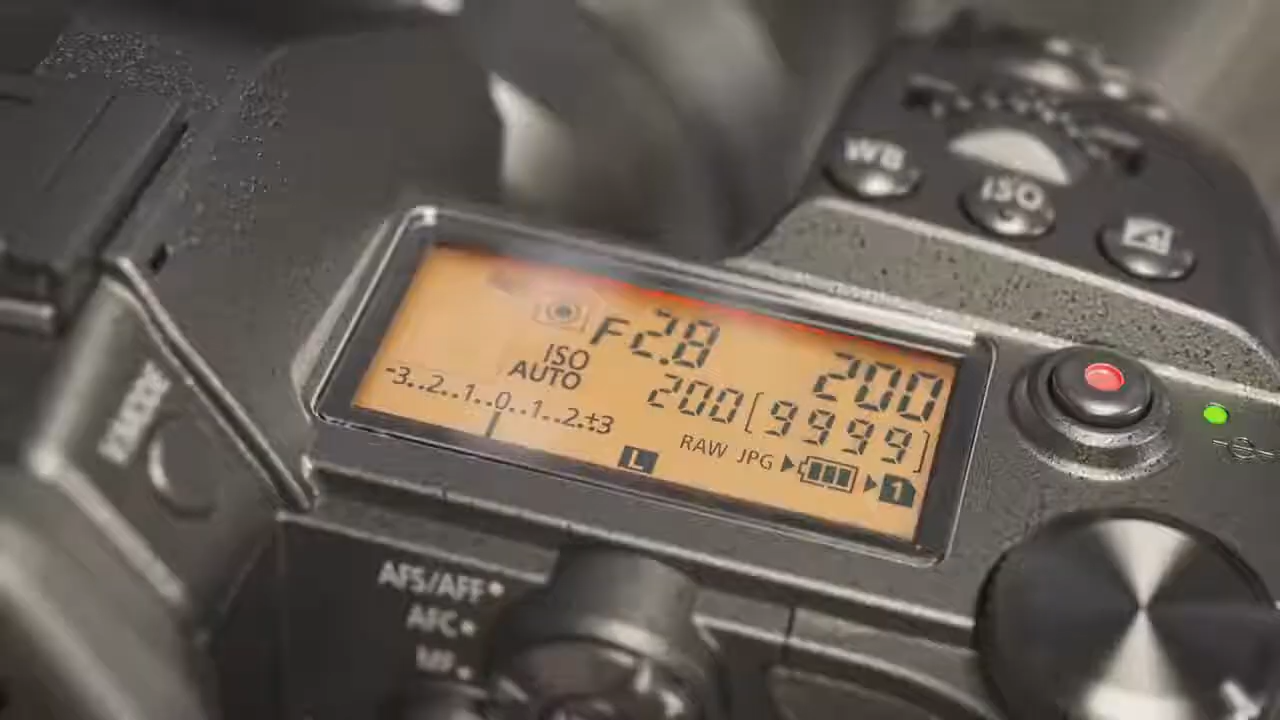 WB
ISO
F2.8 200
ISO
AUTO
200[9999]
-3..2..1..0..1..2.±3
RAW JPG
L
1
AFS/AFF
AFC
MF